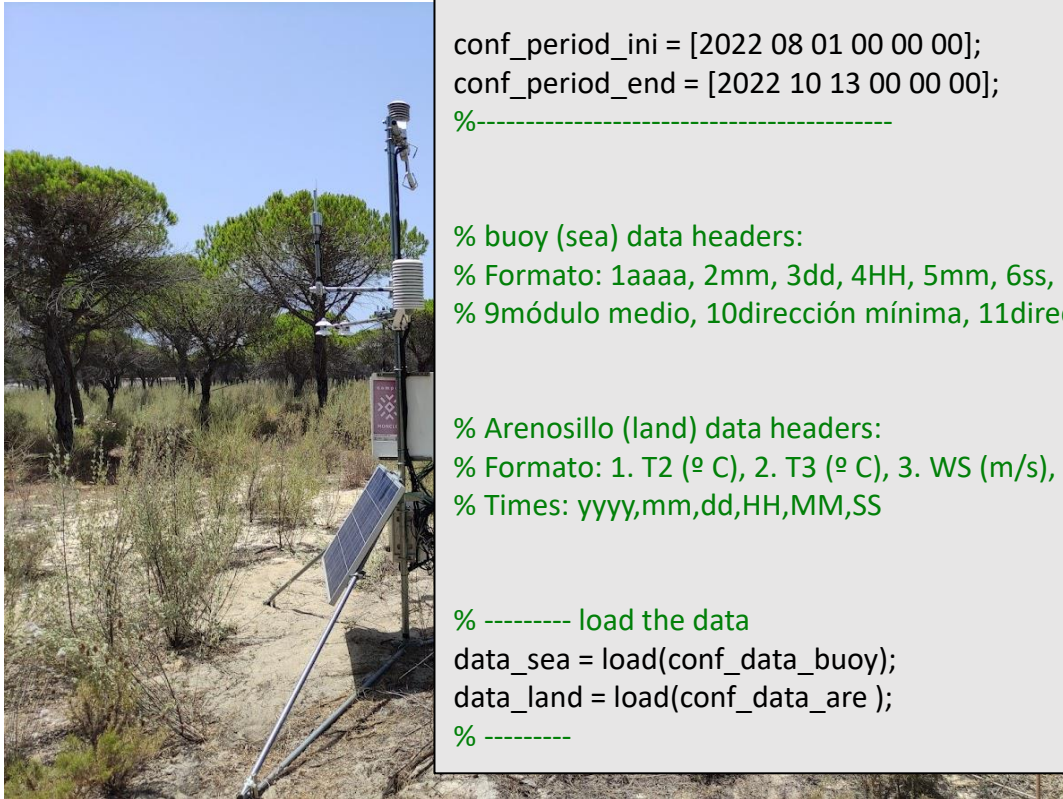 conf_period_ini = [2022 08 01 00 00 00];
conf_period_end = [2022 10 13 00 00 00];
%------------------------------------------
% buoy (sea) data headers:
% Formato: 1aaaa, 2mm, 3dd, 4HH, 5mm, 6ss,
% 9módulo medio, 10dirección mínima, 11direc
% Arenosillo (land) data headers:
% Formato: 1. T2 (º C), 2. T3 (º C), 3. WS (m/s),
% Times: yyyy,mm,dd,HH,MM,SS
% --------- load the data
data_sea = load(conf_data_buoy);
data_land = load(conf_data_are );
% ---------